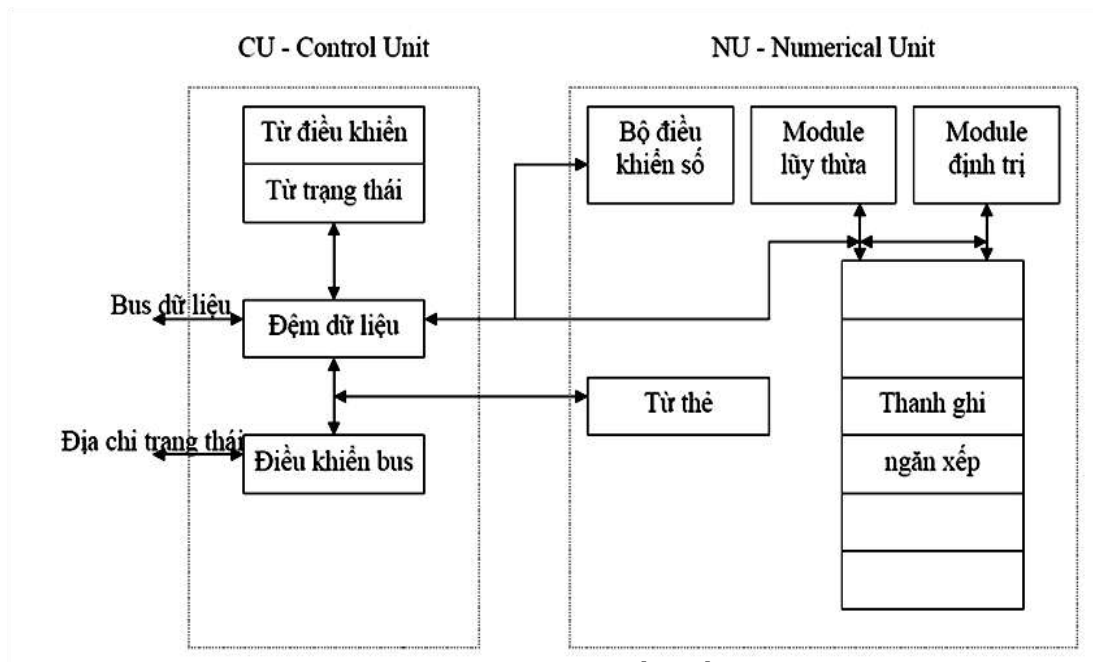 CU - Control Unit
NU - Numerical Unit
Từ điều khiển
Từ trạng thái
Bộ điều
khiển số
Module
lũy thừa
Module
định trị
Bus dữ liệu
Đệm dữ liệu
Từ thẻ
Thanh ghi
Địa chỉ trạng thái
Điều khiển bus
ngăn xếp